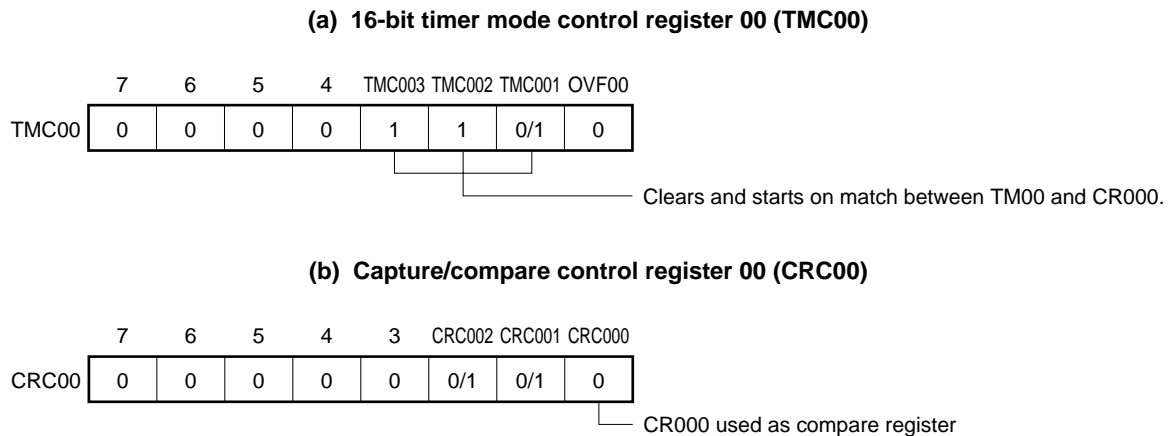 (a) 16-bit timer mode control register 00 (TMC00)
7 6 5 4 TMC003 TMC002 TMC001 OVF00
TMC00 0 0 0 0 1 1 0/1 0
Clears and starts on match between TM00 and CR000.
(b) Capture/compare control register 00 (CRC00)
7 6 5 4 3 CRC002 CRC001 CRC000
CRC00 0 0 0 0 0 0/1 0/1 0
CR000 used as compare register